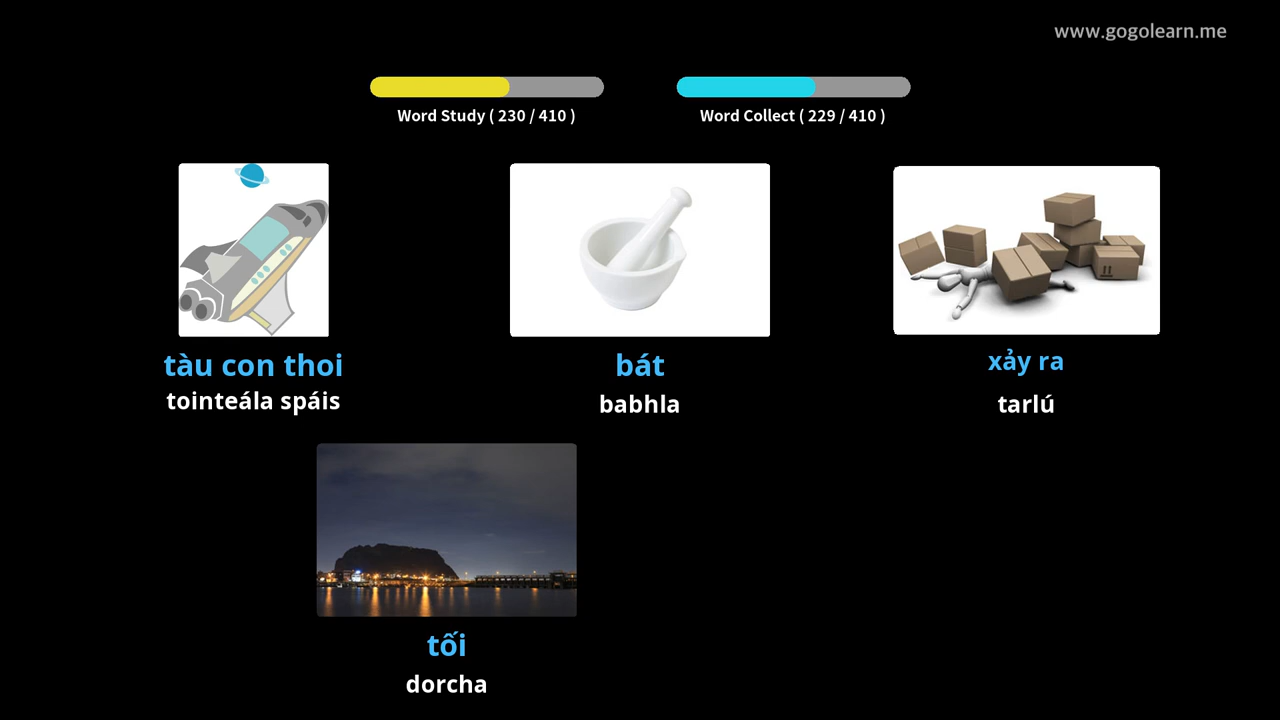 www.gogolearn.me
Word Study ( 230 / 410 )
Word Collect ( 229 / 410 )
tàu con thoi
tointeála spáis
bát
babhla
xảy ra
tarlú
tối
dorcha